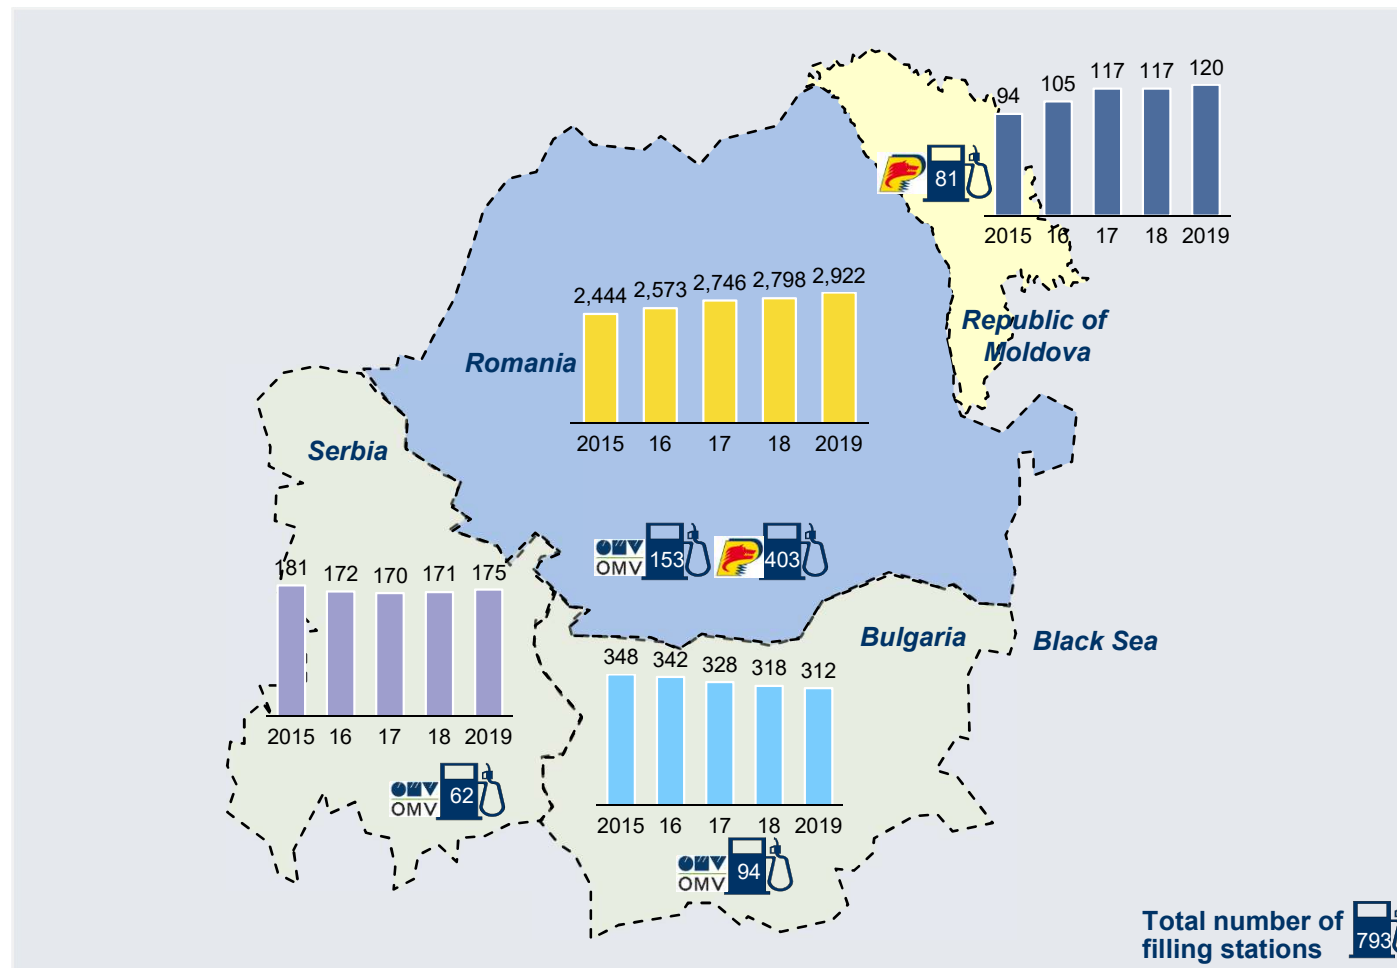 94 105 117 117 120
81
2015 16 17 18 2019
Republic of
Moldova
2,444 2,573 2,746 2,798 2,922
Romania
2015 16 17 18 2019
Serbia
OMV
OMV 153 403
181 172 170 171 175
2015 16 17 18 2019
OMV
OMV 62
Bulgaria
Black Sea
348 342 328 318 312
2015 16 17 18 2019
OMV
OMV 94
Total number of
filling stations 793